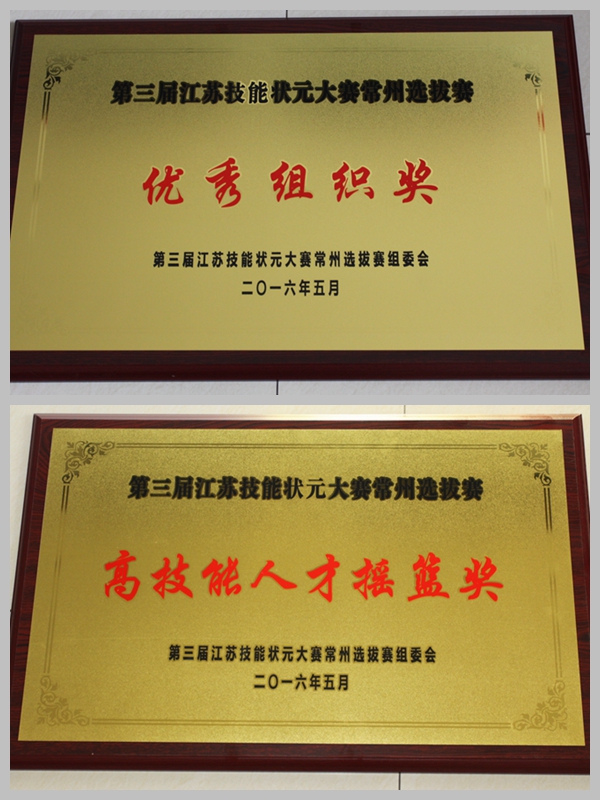 第三届江苏技能状元大赛常州选拔赛
优秀组织奖
第三届江苏技能状元大赛常州选拔赛组委会
二〇一六年五月
第三届江苏技能状元大赛常州选拔赛
高技能人才摇篮奖
第三届江苏技能状元大赛常州选拔赛组委会
二〇一六年五月